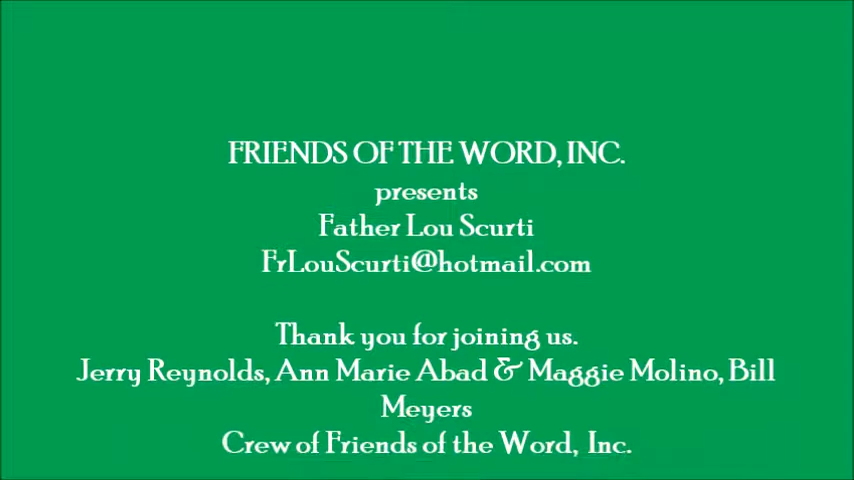 FRIENDS OF THE WORD, INC.
presents
Father Lou Scurti
FrLouScurti@hotmail.com
Thank you for joining us.
Jerry Reynolds, Ann Marie Abad & Maggie Molino, Bill
Meyers
Crew of Friends of the Word, Inc.